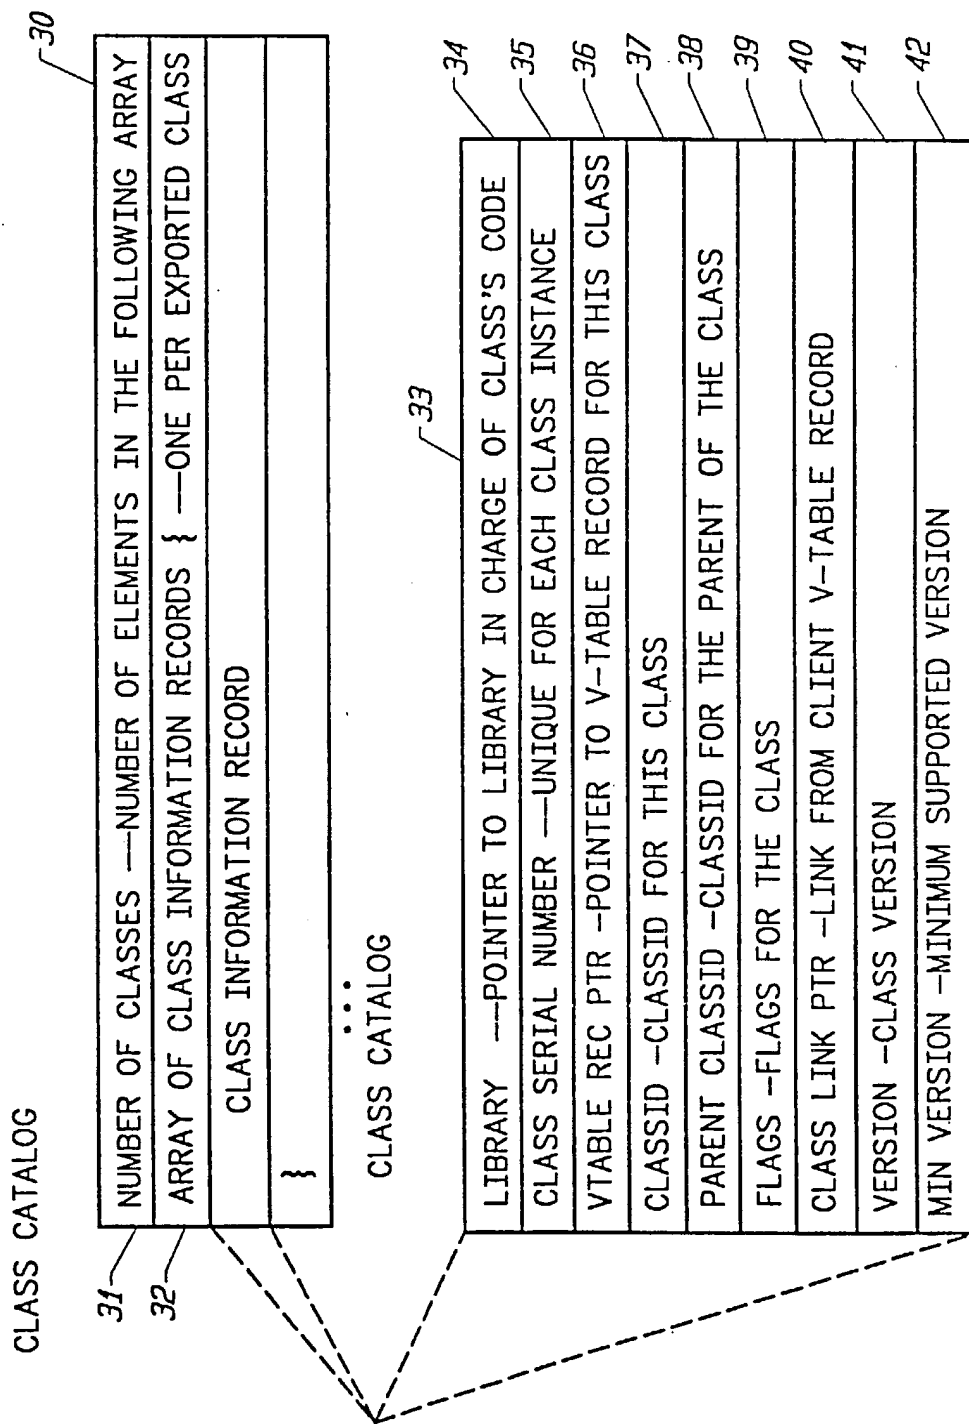 CLASS CATALOG
30
31
NUMBER OF CLASSES ——NUMBER OF ELEMENTS IN THE FOLLOWING ARRAY
32
ARRAY OF CLASS INFORMATION RECORDS { ——ONE PER EXPORTED CLASS
CLASS INFORMATION RECORD
}
...
CLASS CATALOG
33
LIBRARY ——POINTER TO LIBRARY IN CHARGE OF CLASS'S CODE
34
CLASS SERIAL NUMBER ——UNIQUE FOR EACH CLASS INSTANCE
35
VTABLE REC PTR –POINTER TO V–TABLE RECORD FOR THIS CLASS
36
CLASSID –CLASSID FOR THIS CLASS
37
PARENT CLASSID –CLASSID FOR THE PARENT OF THE CLASS
38
FLAGS –FLAGS FOR THE CLASS
39
CLASS LINK PTR –LINK FROM CLIENT V–TABLE RECORD
40
VERSION –CLASS VERSION
41
MIN VERSION –MINIMUM SUPPORTED VERSION
42